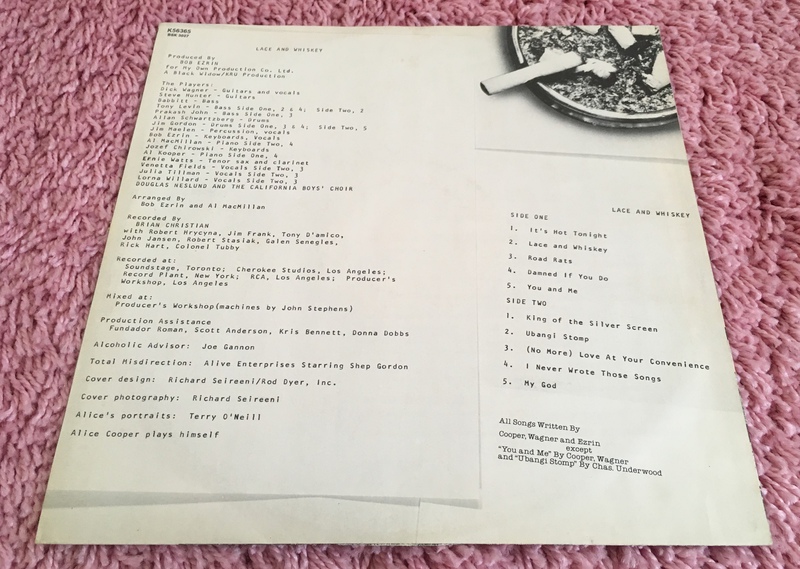 K56365
BSK 3027
LACE AND WHISKEY
Produced By
BOB EZRIN
for My Own Production Co. Ltd.
A Black Widow/KRU Production
The Players:
Dick Wagner - Guitars and vocals
Steve Hunter - Guitars
Babbitt - Bass
Tony Levin - Bass Side One, 2 & 4; Side Two, 2
Prakash John - Bass Side One, 3
Allan Schwartzberg - Drums
Jim Gordon - Drums Side One, 3 & 4; Side Two, 5
Jim Maelen - Percussion, vocals
Bob Ezrin - Keyboards, Vocals
Al MacMillan - Piano Side Two, 4
Jozef Chirowski - Keyboards
Al Kooper - Piano Side One, 4
Ernie Watts - Tenor sax and clarinet
Venetta Fields - Vocals Side Two, 3
Julia Tillman - Vocals Side Two, 3
Lorna Willard - Vocals Side Two, 3
DOUGLAS NESLUND AND THE CALIFORNIA BOYS' CHOIR
Arranged By
Bob Ezrin and Al MacMillan
Recorded By
BRIAN CHRISTIAN
with Robert Hrycyna, Jim Frank, Tony D'amico,
John Jansen, Robert Stasiak, Galen Senegles,
Rick Hart, Colonel Tubby
Recorded at:
Soundstage, Toronto; Cherokee Studios, Los Angeles;
Record Plant, New York; RCA, Los Angeles; Producer's
Workshop, Los Angeles
Mixed at:
Producer's Workshop(machines by John Stephens)
Production Assistance
Fundador Roman, Scott Anderson, Kris Bennett, Donna Dobbs
Alcoholic Advisor: Joe Gannon
Total Misdirection: Alive Enterprises Starring Shep Gordon
Cover design: Richard Seireeni/Rod Dyer, Inc.
Cover photography: Richard Seireeni
Alice's portraits: Terry O'Neill
Alice Cooper plays himself
LACE AND WHISKEY
SIDE ONE
1. It's Hot Tonight
2. Lace and Whiskey
3. Road Rats
4. Damned If You Do
5. You and Me
SIDE TWO
1. King of the Silver Screen
2. Ubangi Stomp
3. (No More) Love At Your Convenience
4. I Never Wrote Those Songs
5. My God
All Songs Written By
Cooper, Wagner and Ezrin
except
"You and Me" By Cooper, Wagner
and "Ubangi Stomp" By Chas. Underwood